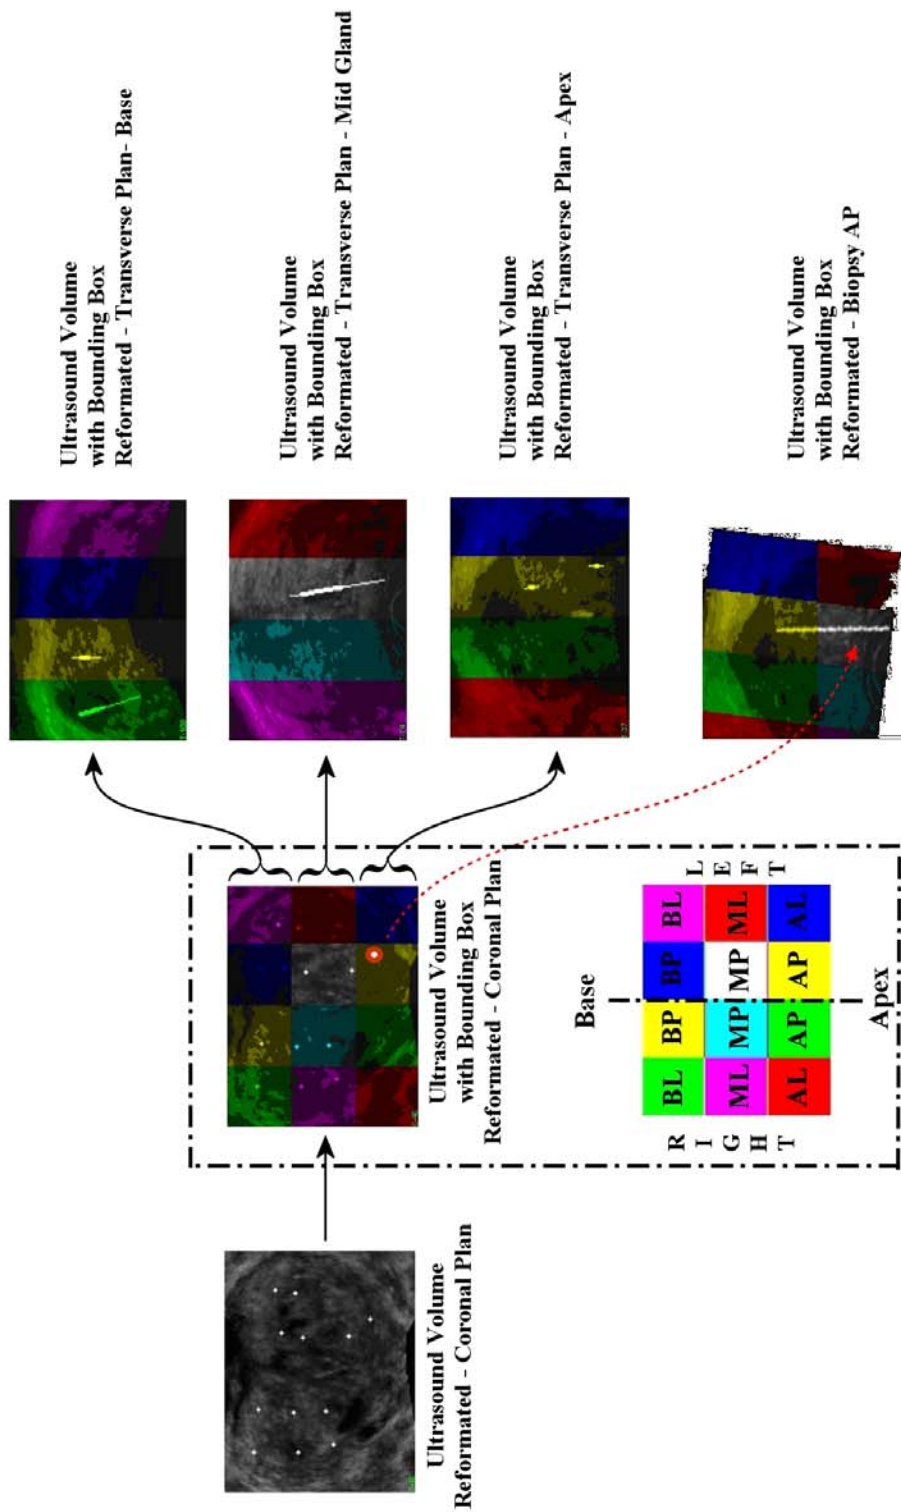 Ultrasound Volume
Reformated - Coronal Plan
Ultrasound Volume
with Bounding Box
Reformated - Coronal Plan
Base
R I G H T
BL BP BP BL
ML MP MP ML
AL AP AP AL
L E F T
Apex
Ultrasound Volume
with Bounding Box
Reformated - Transverse Plan- Base
Ultrasound Volume
with Bounding Box
Reformated - Transverse Plan - Mid Gland
Ultrasound Volume
with Bounding Box
Reformated - Transverse Plan - Apex
Ultrasound Volume
with Bounding Box
Reformated - Biopsy AP